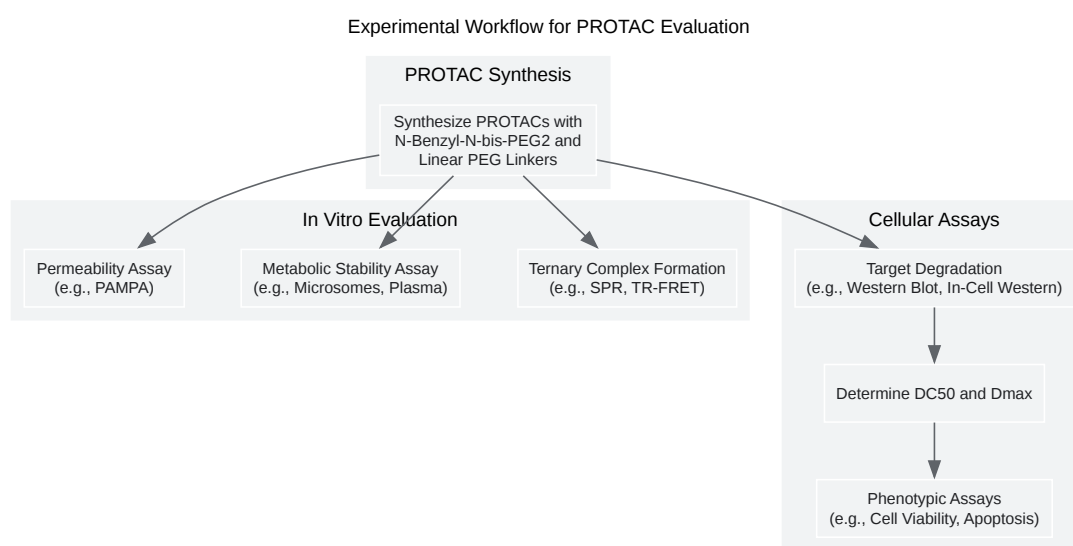 Experimental Workflow for PROTAC Evaluation
PROTAC Synthesis
Synthesize PROTACs with
N-Benzyl-N-bis-PEG2 and
Linear PEG Linkers
In Vitro Evaluation
Permeability Assay
(e.g., PAMPA)
Metabolic Stability Assay
(e.g., Microsomes, Plasma)
Ternary Complex Formation
(e.g., SPR, TR-FRET)
Cellular Assays
Target Degradation
(e.g., Western Blot, In-Cell Western)
Determine DC50 and Dmax
Phenotypic Assays
(e.g., Cell Viability, Apoptosis)